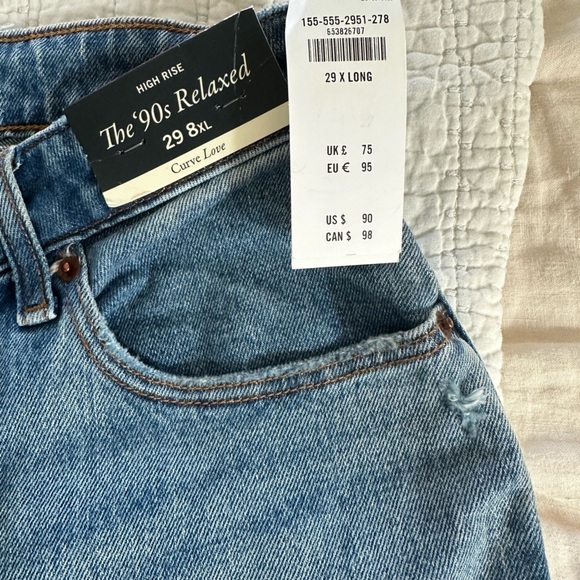 HIGH RISE
The '90s Relaxed
29 8XL
Curve Love
155-555-2951-278
653826707
29 X LONG
UK £ 75
EU € 95
US $ 90
CAN $ 98